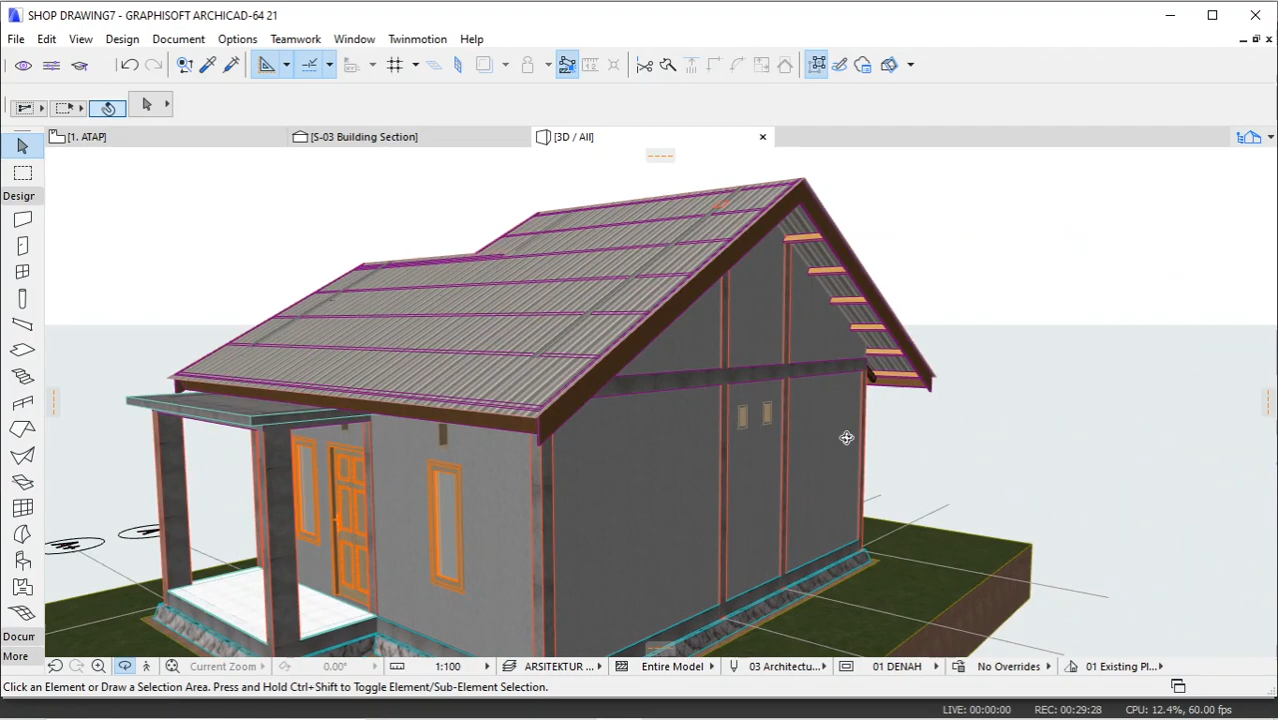 SHOP DRAWING7 - GRAPHISOFT ARCHICAD-64 21
File Edit View Design Document Options Teamwork Window Twinmotion Help
[1. ATAP] [S-03 Building Section] [3D / All]
Design
Docum
More
Current Zoom 0.00° 1:100 ARSITEKTUR ... Entire Model 03 Architectu... 01 DENAH No Overrides 01 Existing Pl...
Click an Element or Draw a Selection Area. Press and Hold Ctrl+Shift to Toggle Element/Sub-Element Selection.
LIVE: 00:00:00 REC: 00:29:28 CPU: 12.4%, 60.00 fps